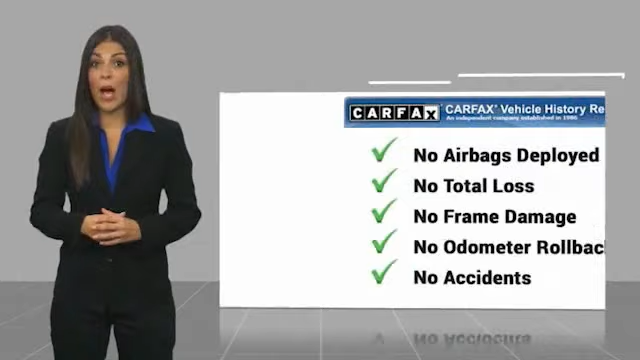 CARFAX CARFAX Vehicle History Re
An independent company established in 1986
No Airbags Deployed
No Total Loss
No Frame Damage
No Odometer Rollbac
No Accidents